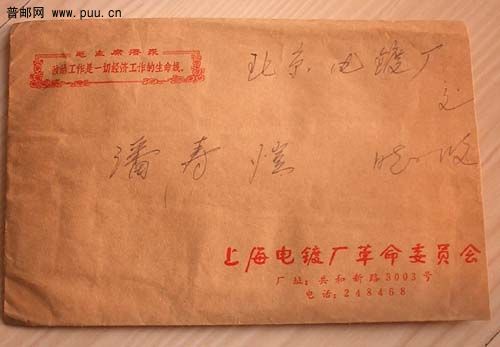 普邮网 www.puu.cn
毛主席语录
政治工作是一切经济工作的生命线。
北京电镀厂
交
潘寿
收
上海电镀厂革命委员会
厂址：共和新路3003号
电话：248468